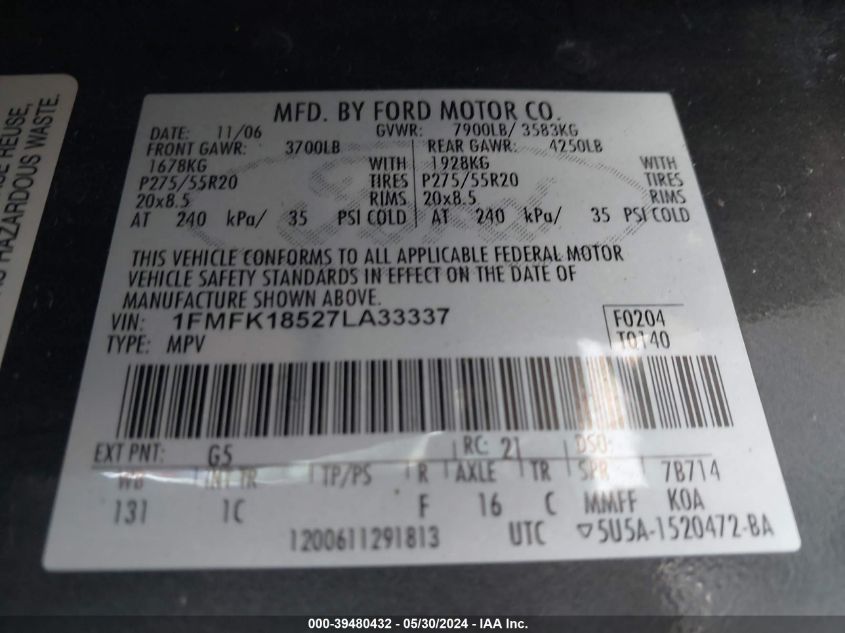 E REUSE,
S HAZARDOUS WASTE.
MFD. BY FORD MOTOR CO.
DATE: 11/06 GVWR: 7900LB/ 3583KG
FRONT GAWR: 3700LB REAR GAWR: 4250LB
1678KG WITH 1928KG WITH
P275/55R20 TIRES P275/55R20 TIRES
20x8.5 RIMS 20x8.5 RIMS
AT 240 kPa/ 35 PSI COLD AT 240 kPa/ 35 PSI COLD
THIS VEHICLE CONFORMS TO ALL APPLICABLE FEDERAL MOTOR
VEHICLE SAFETY STANDARDS IN EFFECT ON THE DATE OF
MANUFACTURE SHOWN ABOVE.
VIN: 1FMFK18527LA33337 F0204
TYPE: MPV T0140
EXT PNT: G5 RC: 21 DSO:
WB INT TR TP/PS R AXLE TR SPR 7B714
131 1C F 16 C MMFF KOA
1200611291813 UTC ▽5U5A-1520472-BA
000-39480432 - 05/30/2024 - IAA Inc.